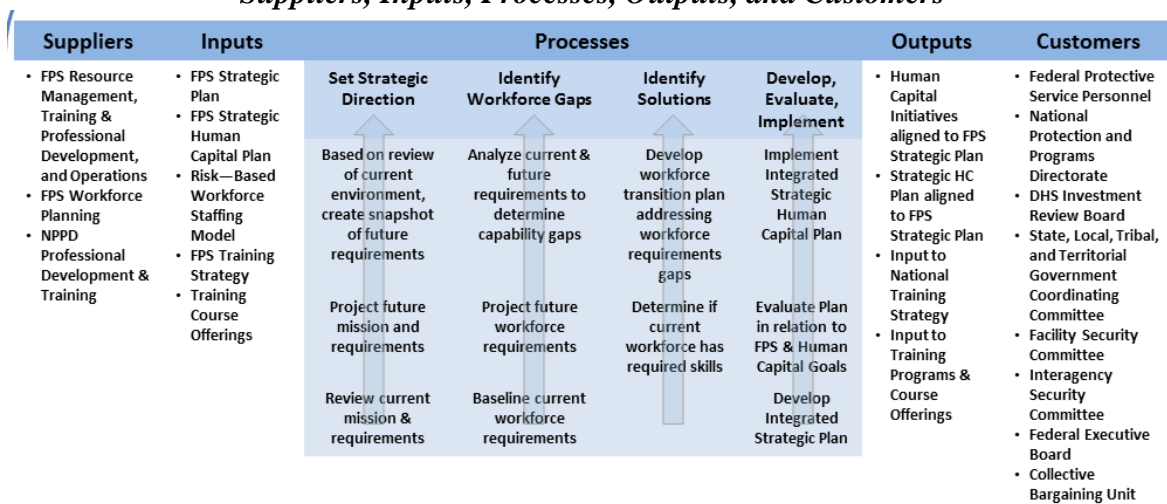 Suppliers, Inputs, Processes, Outputs, and Customers
Suppliers
Inputs
Processes
Outputs
Customers
• FPS Resource
Management,
Training &
Professional
Development,
and Operations
• FPS Workforce
Planning
• NPPD
Professional
Development &
Training
• FPS Strategic
Plan
• FPS Strategic
Human
Capital Plan
• Risk—Based
Workforce
Staffing
Model
• FPS Training
Strategy
• Training
Course
Offerings
Set Strategic
Direction
Based on review
of current
environment,
create snapshot
of future
requirements
Project future
mission and
requirements
Review current
mission &
requirements
Identify
Workforce Gaps
Analyze current &
future
requirements to
determine
capability gaps
Project future
workforce
requirements
Baseline current
workforce
requirements
Identify
Solutions
Develop
workforce
transition plan
addressing
workforce
requirements
gaps
Determine if
current
workforce has
required skills
Develop,
Evaluate,
Implement
Implement
Integrated
Strategic
Human
Capital Plan
Evaluate Plan
in relation to
FPS & Human
Capital Goals
Develop
Integrated
Strategic Plan
• Human
Capital
Initiatives
aligned to FPS
Strategic Plan
• Strategic HC
Plan aligned
to FPS
Strategic Plan
• Input to
National
Training
Strategy
• Input to
Training
Programs &
Course
Offerings
• Federal Protective
Service Personnel
• National
Protection and
Programs
Directorate
• DHS Investment
Review Board
• State, Local, Tribal,
and Territorial
Government
Coordinating
Committee
• Facility Security
Committee
• Interagency
Security
Committee
• Federal Executive
Board
• Collective
Bargaining Unit